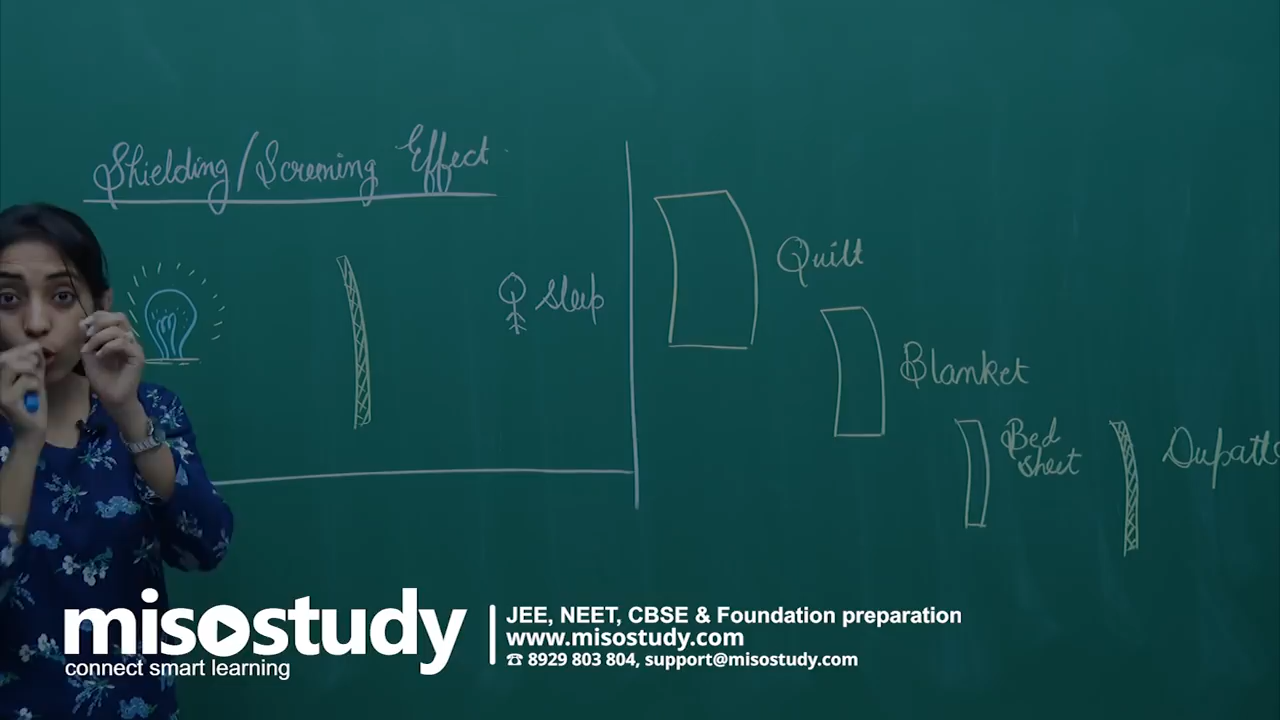 Shielding/Screening Effect
sleep
Quilt
Blanket
Bed
sheet
Dupatta
misostudy
connect smart learning
JEE, NEET, CBSE & Foundation preparation
www.misostudy.com
☎ 8929 803 804, support@misostudy.com